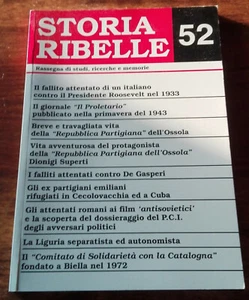 STORIA
RIBELLE
52
Rassegna di studi, ricerche e memorie
Il fallito attentato di un italiano
contro il Presidente Roosevelt nel 1933
Il giornale "Il Proletario"
pubblicato nella primavera del 1943
Breve e travagliata vita
della "Repubblica Partigiana" dell'Ossola
Vita avventurosa del protagonista
della "Repubblica Partigiana dell'Ossola"
Dionigi Superti
I falliti attentati contro De Gasperi
Gli ex partigiani emiliani
rifugiati in Cecolovacchia ed a Cuba
Gli attentati romani ai film 'antisovietici'
e la scoperta del dossieraggio del P.C.I.
degli avversari politici
La Liguria separatista ed autonomista
Il "Comitato di Solidarietà con la Catalogna"
fondato a Biella nel 1972